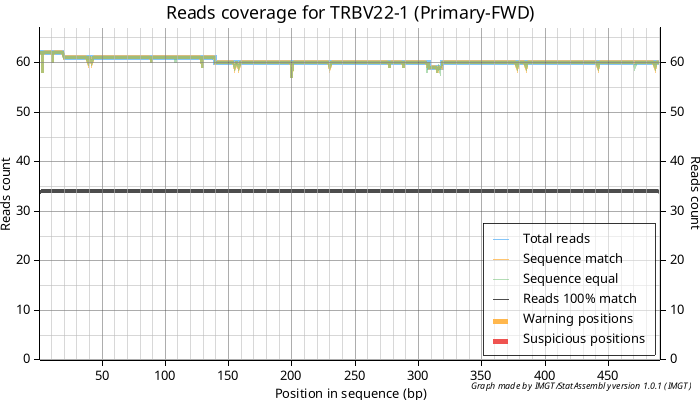 Reads coverage for TRBV22-1 (Primary-FWD)
60 60
50 50
40 40
30 30
20 20
10 10
0 0
Reads count
Reads count
Total reads
Sequence match
Sequence equal
Reads 100% match
Warning positions
Suspicious positions
50 100 150 200 250 300 350 400 450
Position in sequence (bp)
Graph made by IMGT/StatAssembly version 1.0.1 (IMGT)